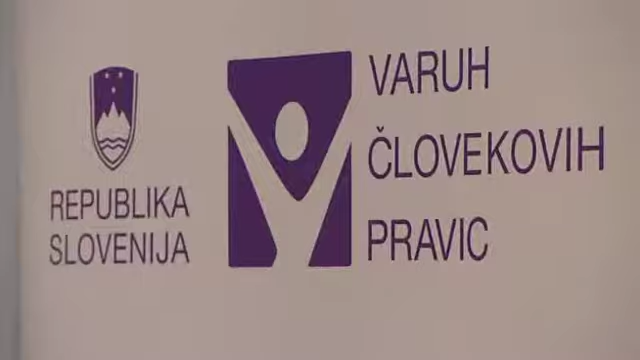 REPUBLIKA
SLOVENIJA
VARUH
ČLOVEKOVIH
PRAVIC